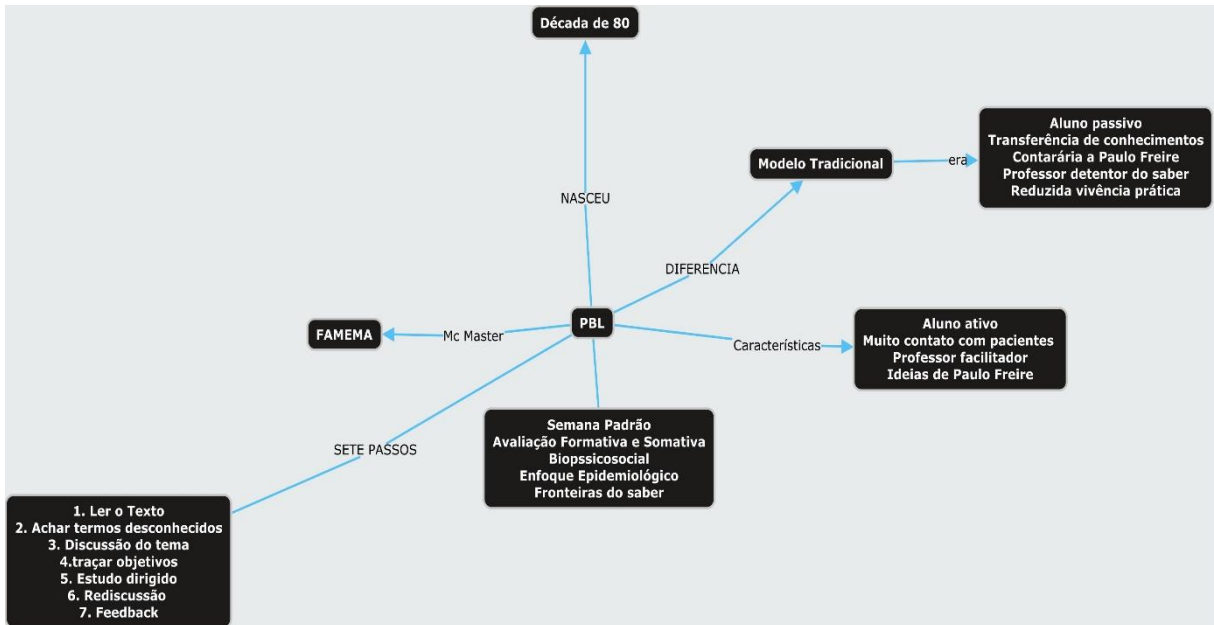 Década de 80
NASCEU
Modelo Tradicional
era
Aluno passivo
Transferência de conhecimentos
Contarária a Paulo Freire
Professor detentor do saber
Reduzida vivência prática
DIFERENCIA
PBL
Mc Master
FAMEMA
Características
Aluno ativo
Muito contato com pacientes
Professor facilitador
Ideias de Paulo Freire
Semana Padrão
Avaliação Formativa e Somativa
Biopssicosocial
Enfoque Epidemiológico
Fronteiras do saber
SETE PASSOS
1. Ler o Texto
2. Achar termos desconhecidos
3. Discussão do tema
4.traçar objetivos
5. Estudo dirigido
6. Rediscussão
7. Feedback